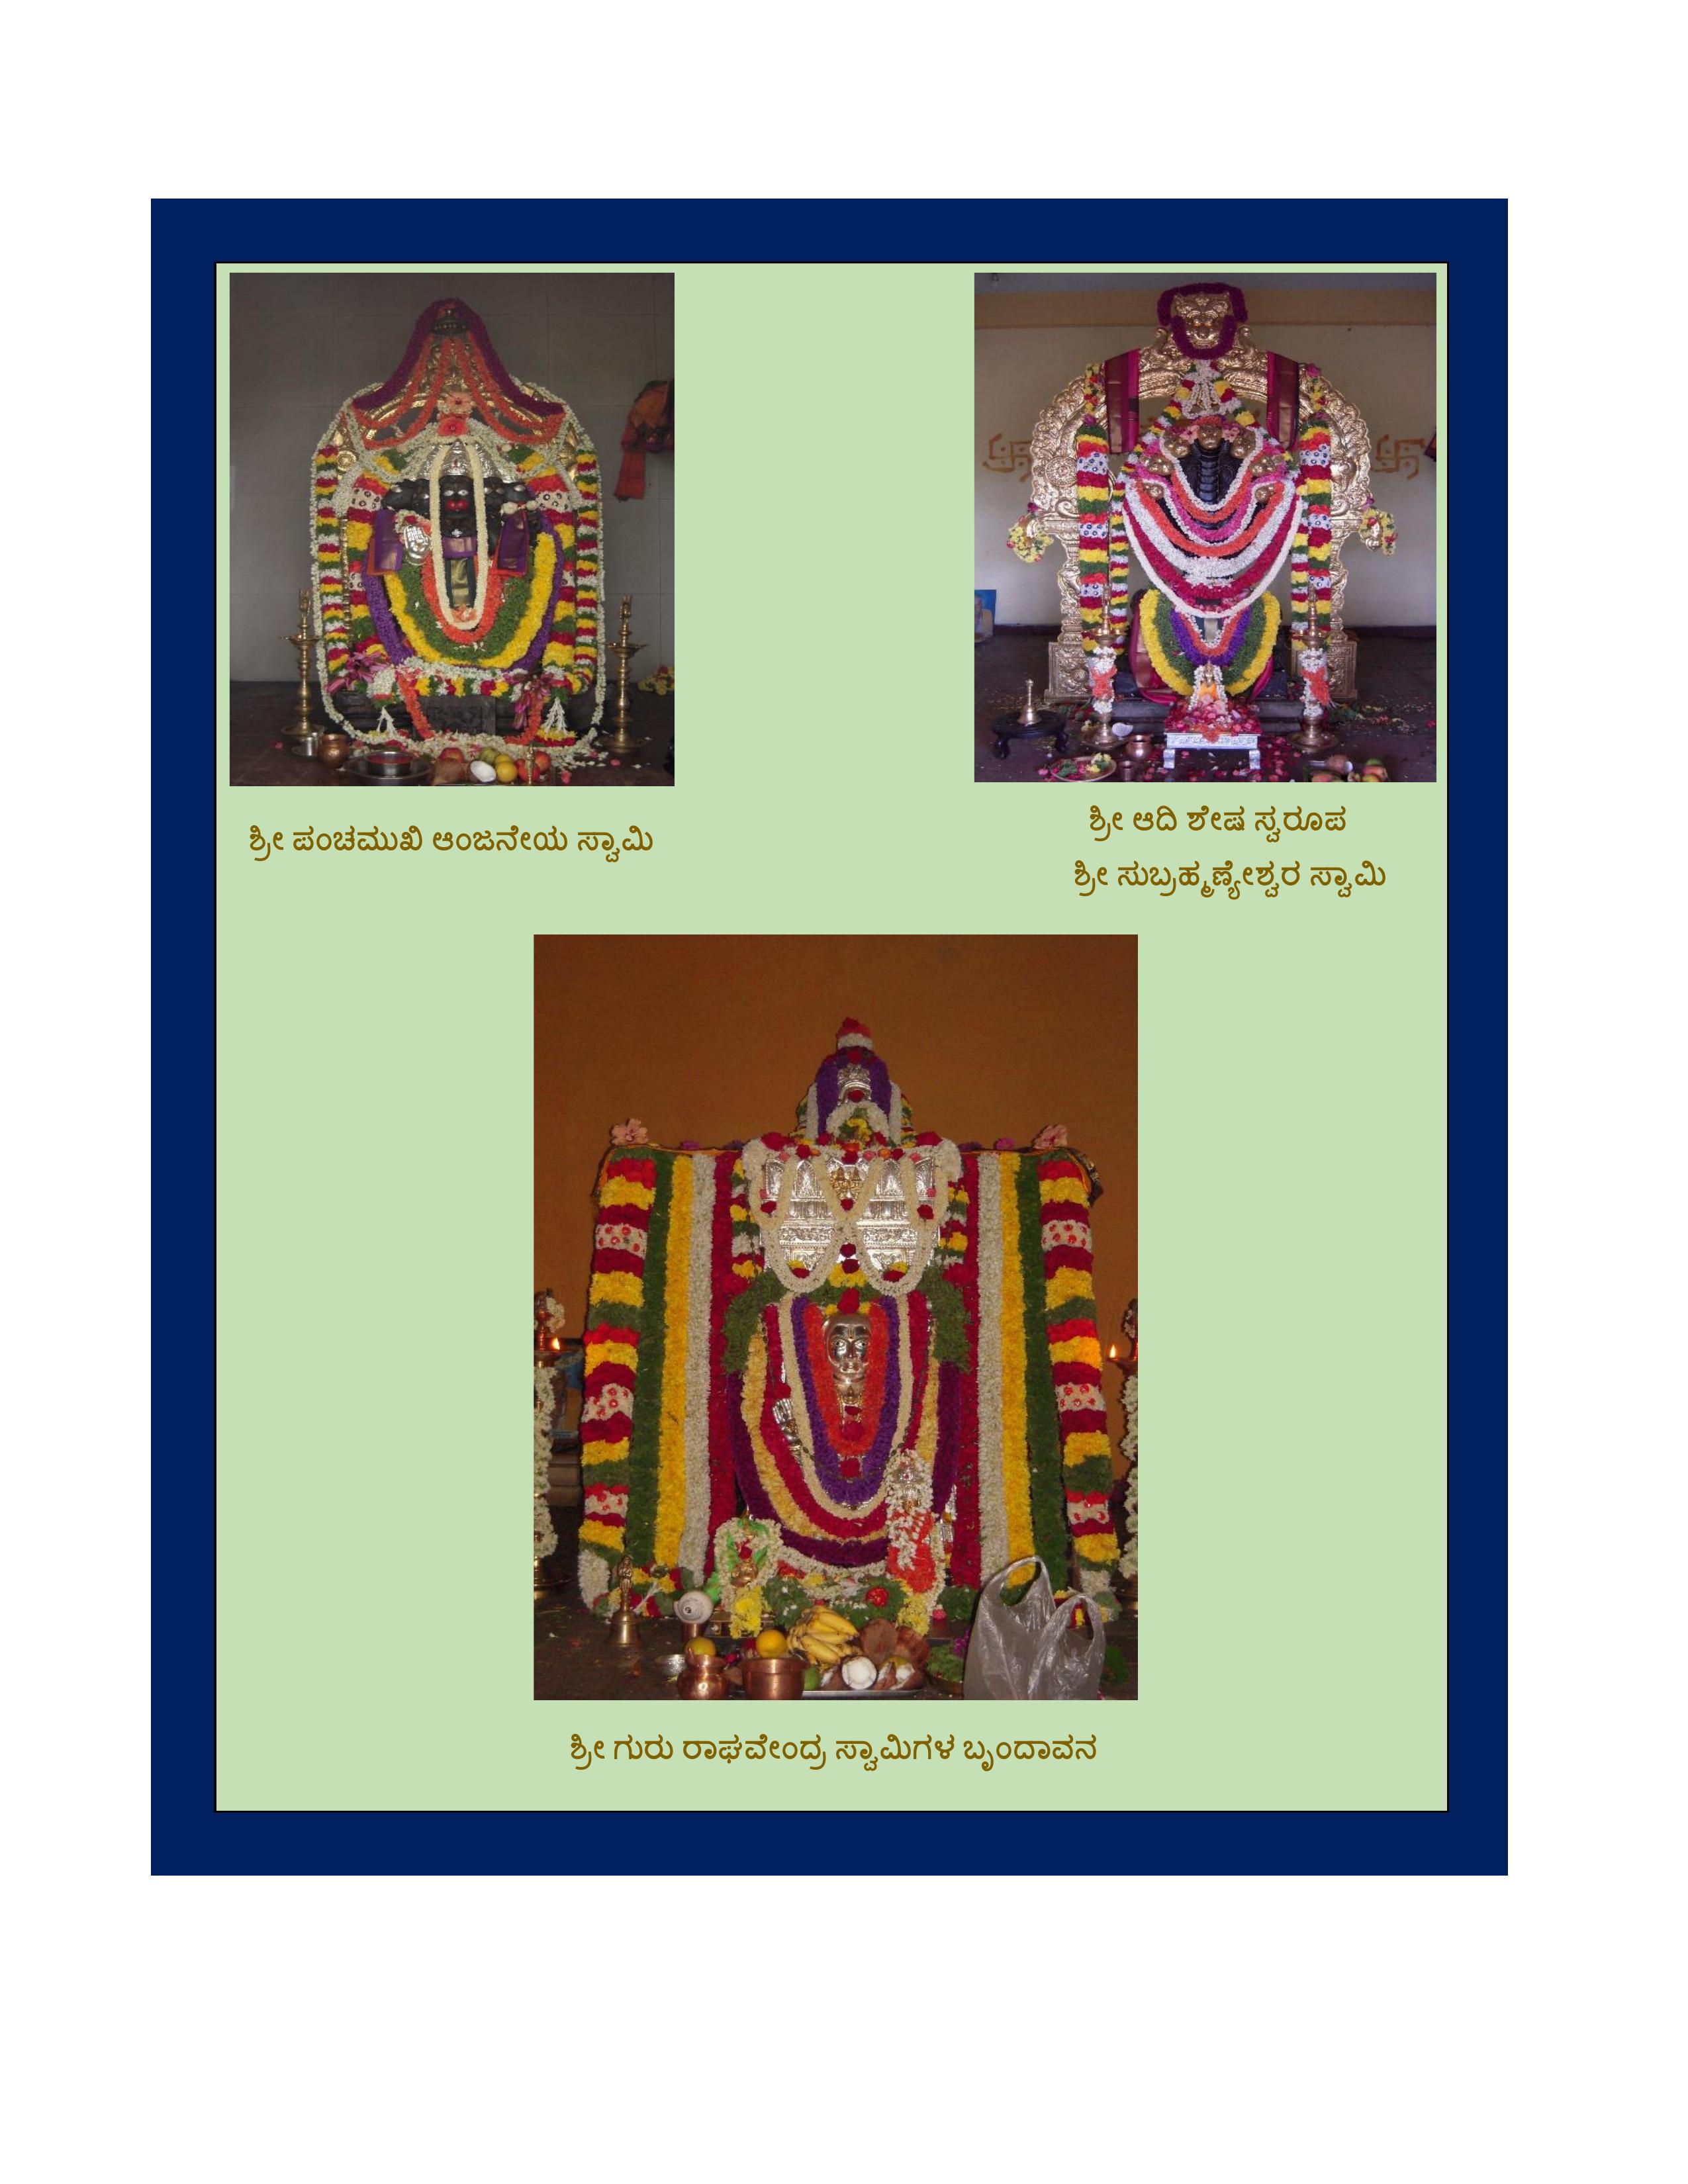 ಶ್ರೀ ಪಂಚಮುಖಿ ಆಂಜನೇಯ ಸ್ವಾಮಿ
ಶ್ರೀ ಆದಿ ಶೇಷ ಸ್ವರೂಪ
ಶ್ರೀ ಸುಬ್ರಹ್ಮಣ್ಯೇಶ್ವರ ಸ್ವಾಮಿ
ಶ್ರೀ ಗುರು ರಾಘವೇಂದ್ರ ಸ್ವಾಮಿಗಳ ಬೃಂದಾವನ